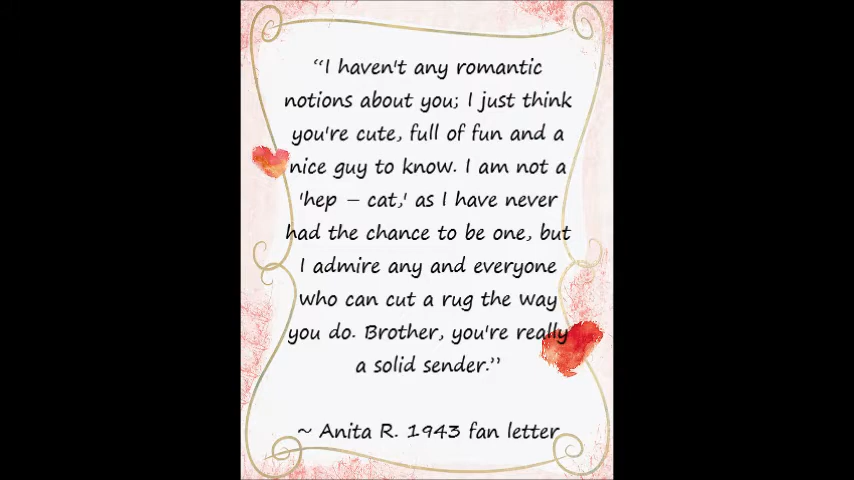 “I haven't any romantic
notions about you; I just think
you're cute, full of fun and a
nice guy to know. I am not a
'hep – cat,' as I have never
had the chance to be one, but
I admire any and everyone
who can cut a rug the way
you do. Brother, you're really
a solid sender.”
~ Anita R. 1943 fan letter